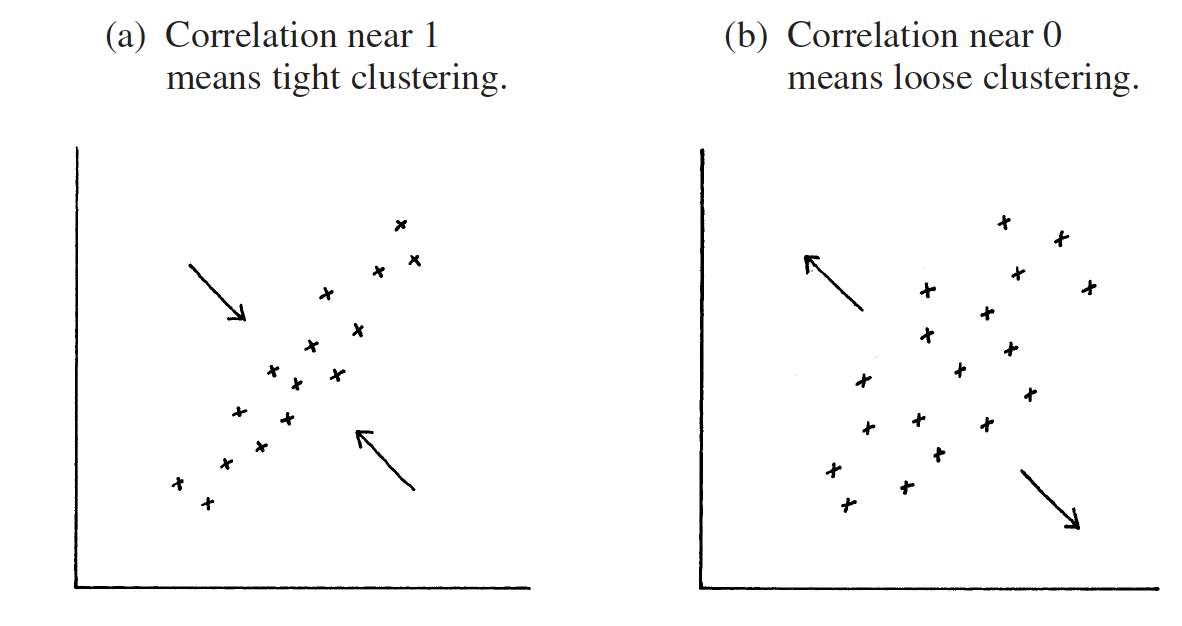 (a) Correlation near 1
means tight clustering.
(b) Correlation near 0
means loose clustering.